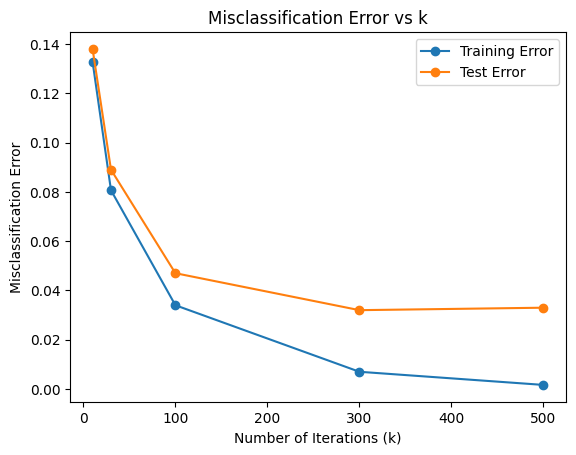 Misclassification Error vs k
Training Error
Test Error
Misclassification Error
0.14
0.12
0.10
0.08
0.06
0.04
0.02
0.00
0
100
200
300
400
500
Number of Iterations (k)